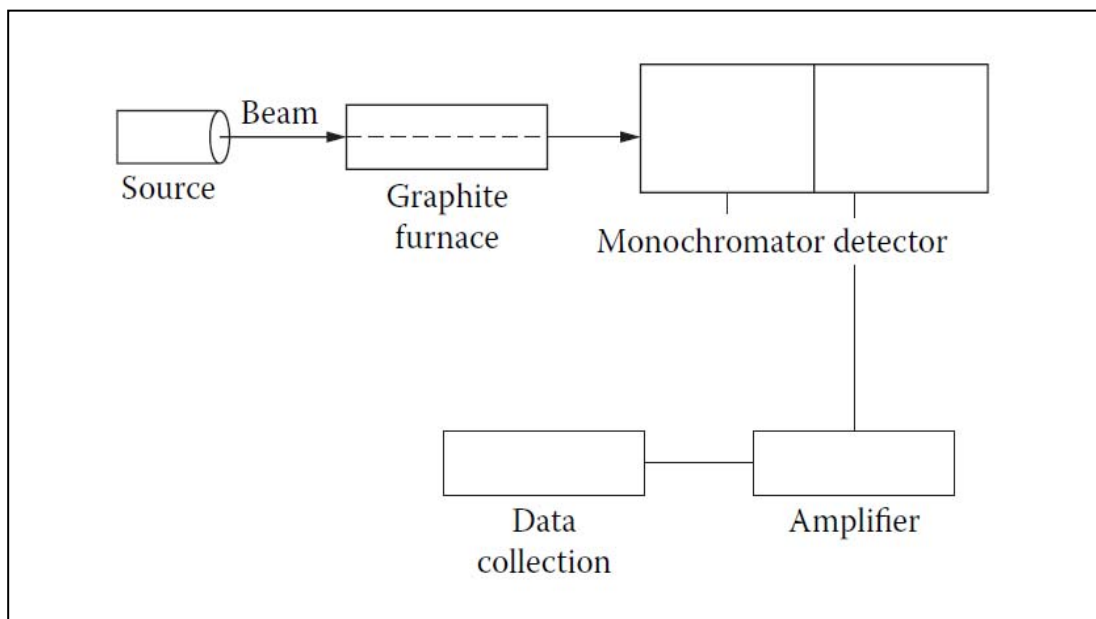 Beam
Source
Graphite
furnace
Monochromator detector
Data
collection
Amplifier